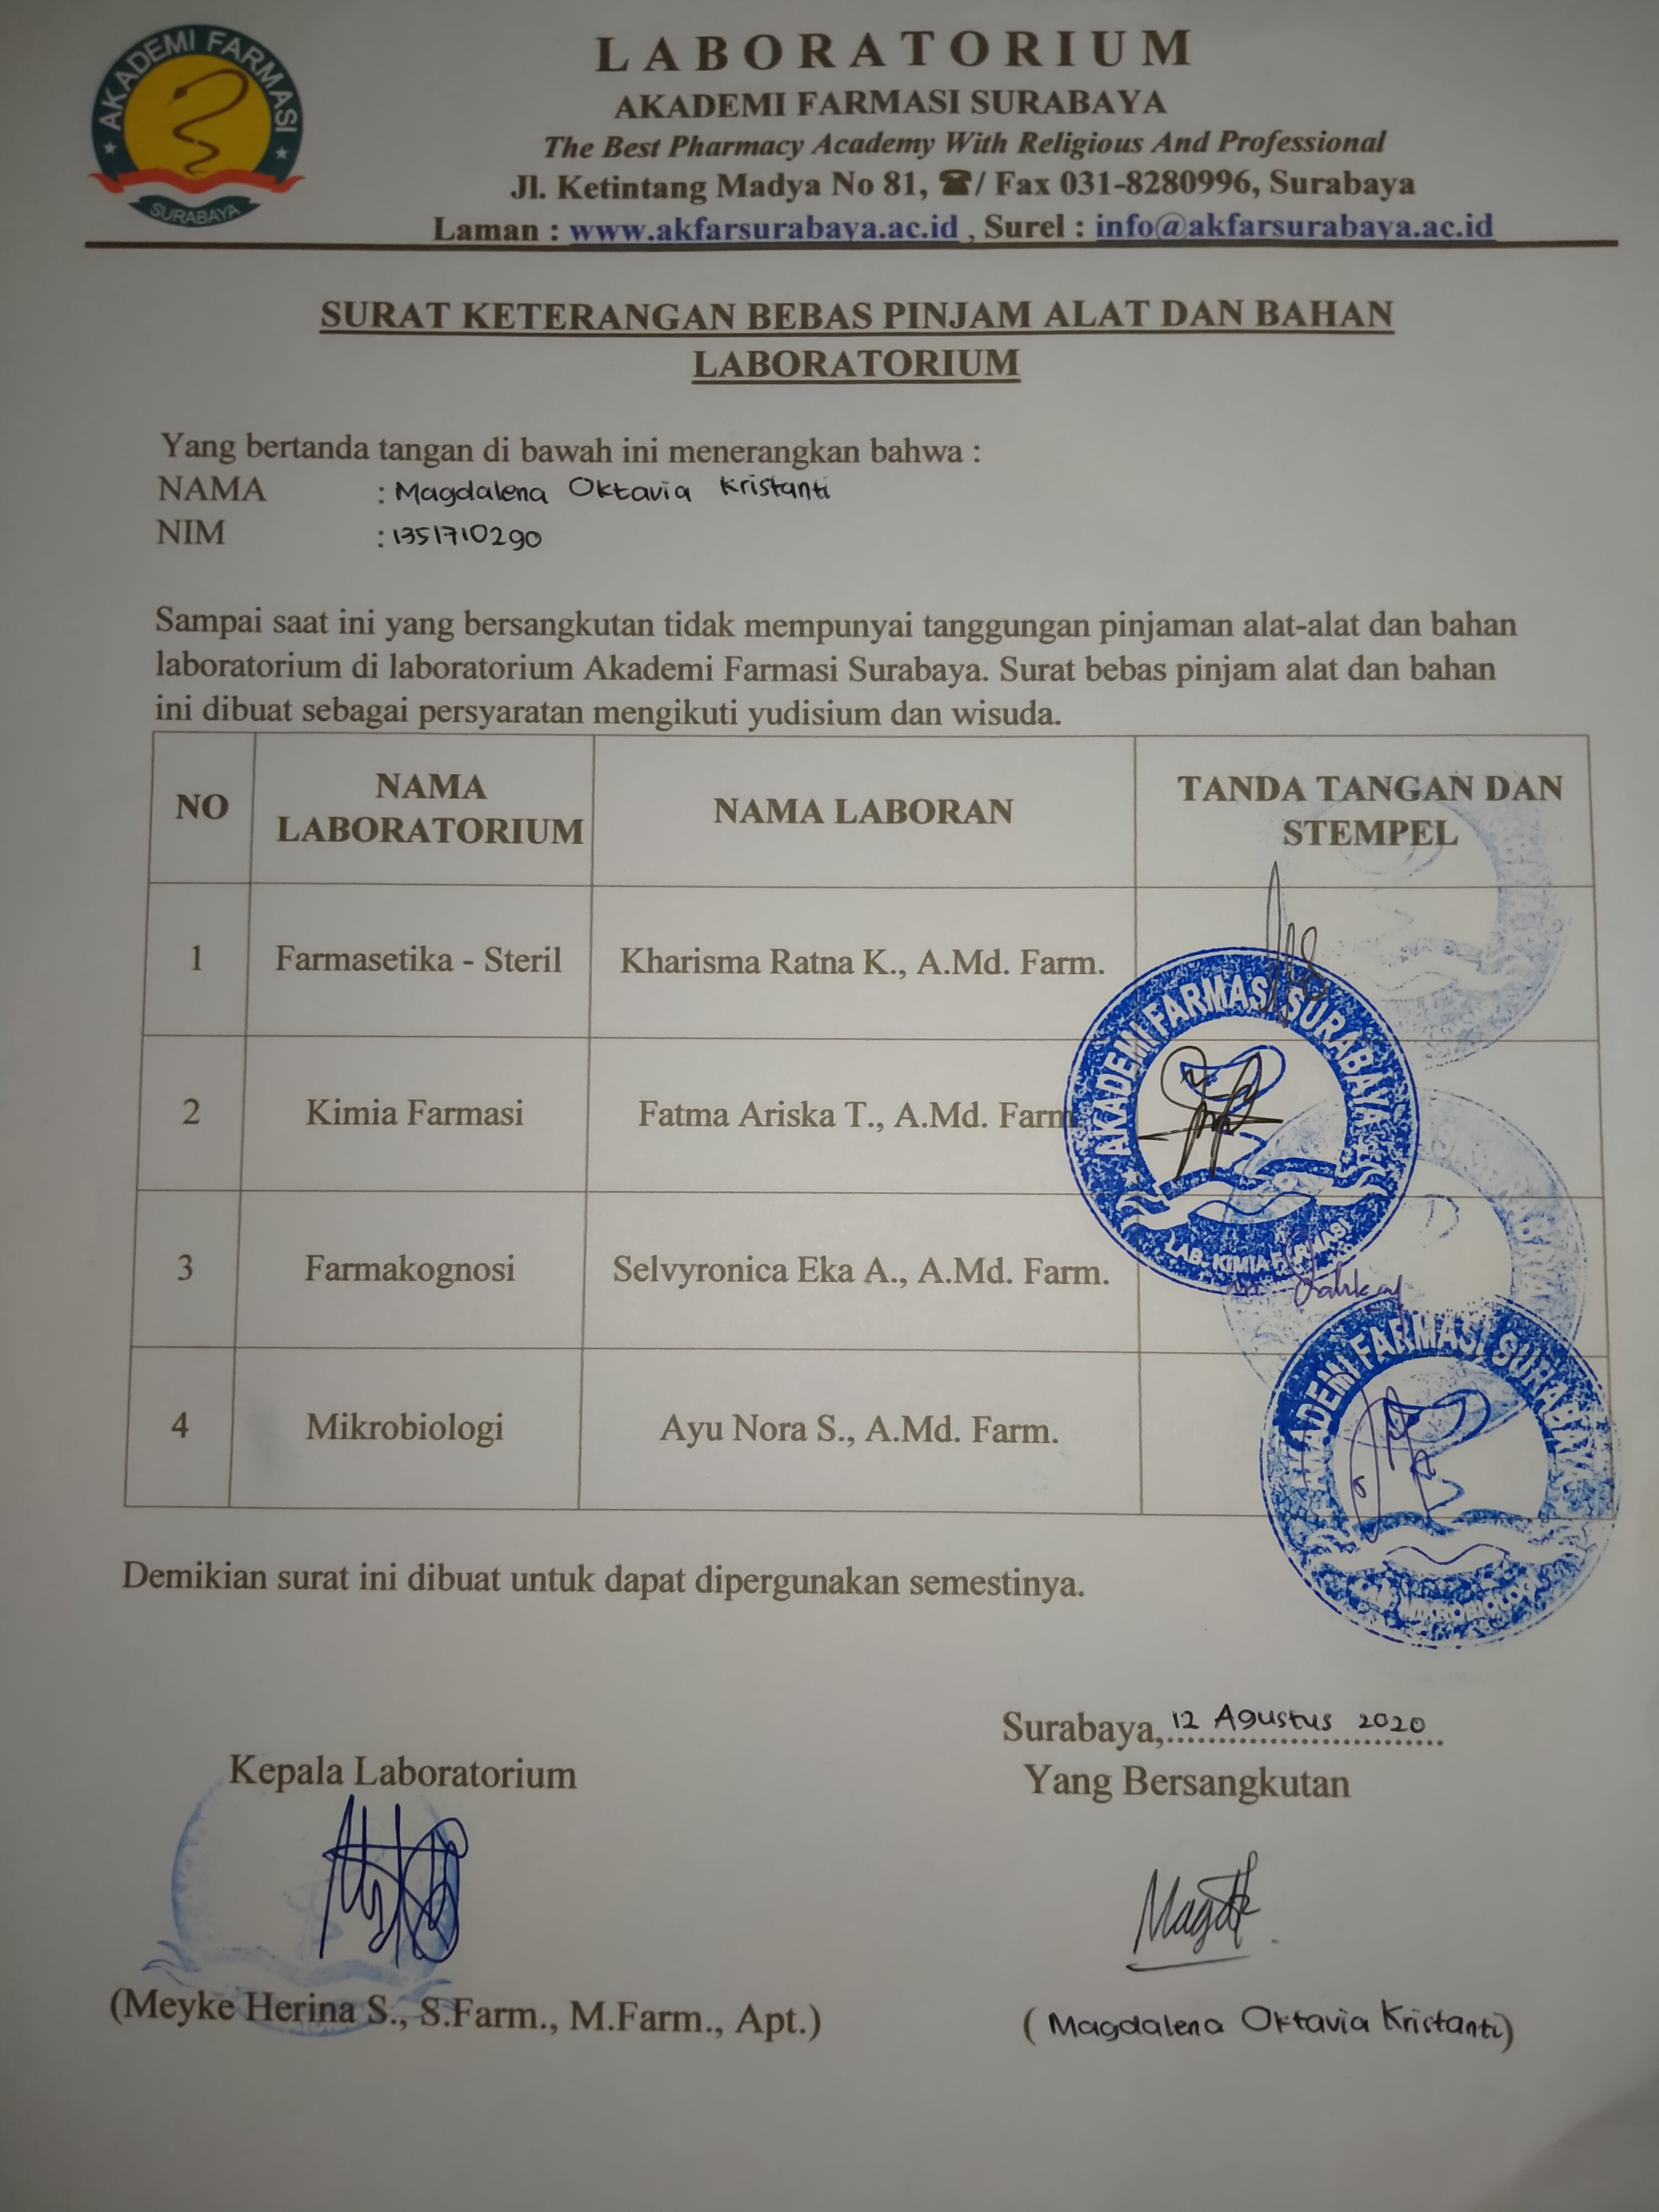 AKADEMI FARMASI
SURABAYA
LABORATORIUM
AKADEMI FARMASI SURABAYA
The Best Pharmacy Academy With Religious And Professional
Jl. Ketintang Madya No 81, ☎/ Fax 031-8280996, Surabaya
Laman : www.akfarsurabaya.ac.id , Surel : info@akfarsurabaya.ac.id
SURAT KETERANGAN BEBAS PINJAM ALAT DAN BAHAN
LABORATORIUM
Yang bertanda tangan di bawah ini menerangkan bahwa :
NAMA : Magdalena Oktavia Kristanti
NIM : 1351710290
Sampai saat ini yang bersangkutan tidak mempunyai tanggungan pinjaman alat-alat dan bahan
laboratorium di laboratorium Akademi Farmasi Surabaya. Surat bebas pinjam alat dan bahan
ini dibuat sebagai persyaratan mengikuti yudisium dan wisuda.
NO NAMA LABORATORIUM NAMA LABORAN TANDA TANGAN DAN STEMPEL
1 Farmasetika - Steril Kharisma Ratna K., A.Md. Farm.
2 Kimia Farmasi Fatma Ariska T., A.Md. Farm.
AKADEMI FARMASI SURABAYA
LAB. KIMIA FARMASI
3 Farmakognosi Selvyronica Eka A., A.Md. Farm.
4 Mikrobiologi Ayu Nora S., A.Md. Farm.
AKADEMI FARMASI SURABAYA
LAB. MIKROBIOLOGI
Demikian surat ini dibuat untuk dapat dipergunakan semestinya.
Surabaya, 12 Agustus 2020
Kepala Laboratorium Yang Bersangkutan
(Meyke Herina S., S.Farm., M.Farm., Apt.) ( Magdalena Oktavia Kristanti)